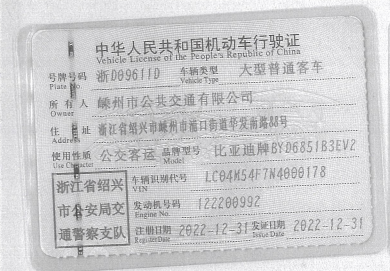 中华人民共和国机动车行驶证
Vehicle License of the People's Republic of China
号牌号码 浙D09611D 车辆类型 大型普通客车
Plate No. Vehicle Type
所有人 嵊州市公共交通有限公司
Owner
住址 浙江省绍兴市嵊州市浦口街道华发南路88号
Address
使用性质 公交客运 品牌型号 比亚迪牌BYD6851B3EV2
Use Character Model
浙江省绍兴 车辆识别代号 LC04K54F7N4000178
VIN
市公安局交 发动机号码 122200992
Engine No.
通警察支队 注册日期 2022-12-31 发证日期 2022-12-31
Register Date Issue Date